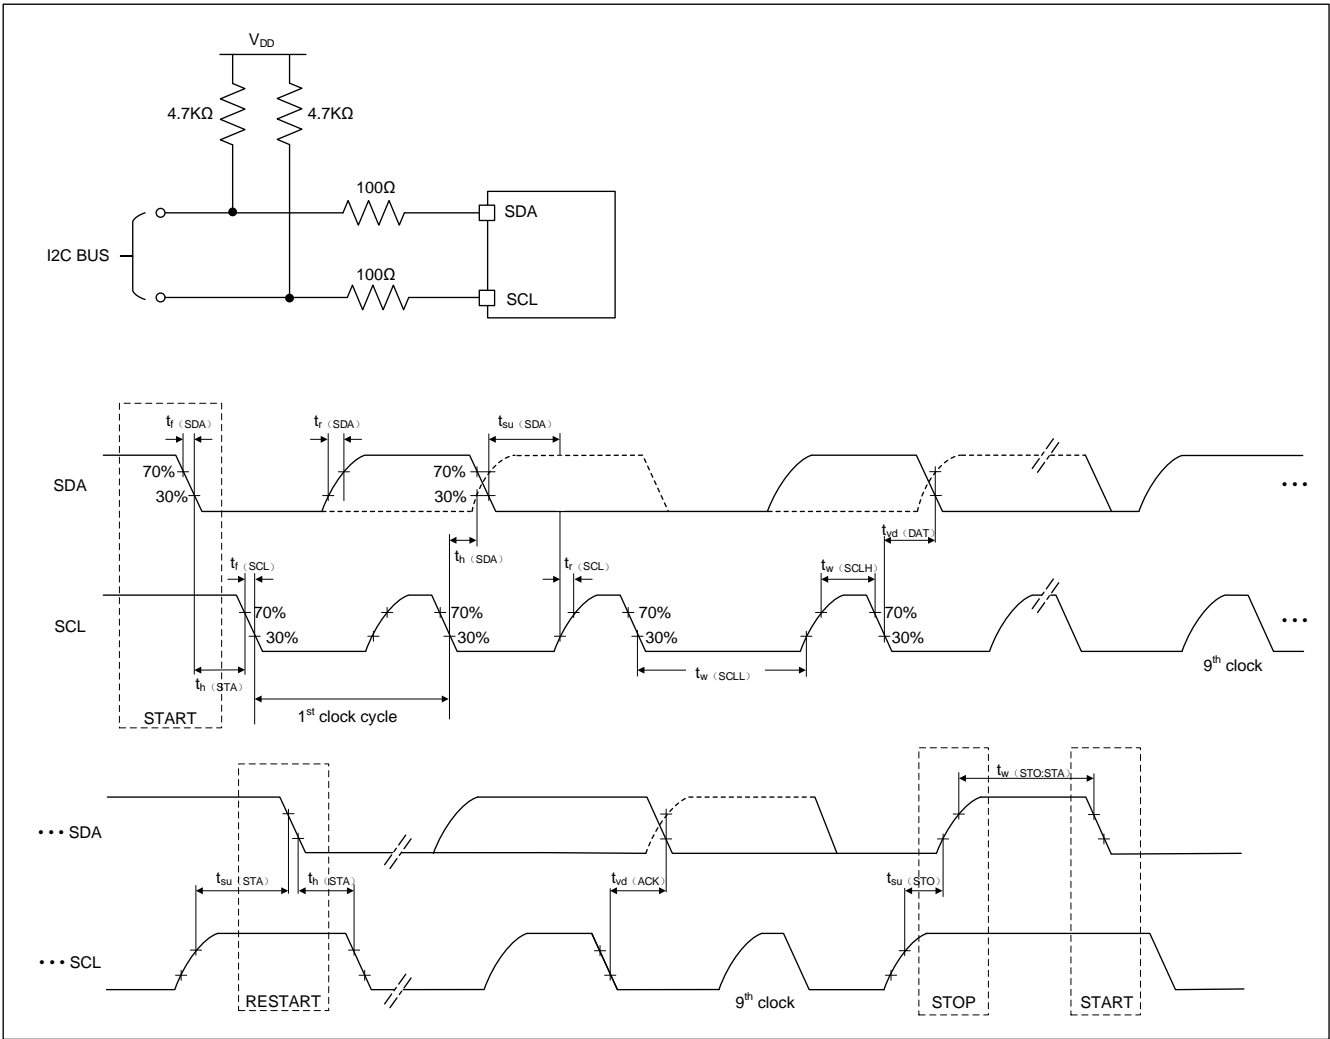 VDD
4.7KΩ 4.7KΩ
100Ω
SDA
I2C BUS
100Ω
SCL
tf（SDA） tr（SDA） tsu（SDA）
70% 70%
SDA
30% 30%
•••
tvd（DAT）
th（SDA）
tf（SCL） tr（SCL） tw（SCLH）
70% 70% 70% 70%
SCL
30% 30% 30% 30%
•••
th（STA） tw（SCLL） 9th clock
START 1st clock cycle
tw（STO:STA）
••• SDA
tsu（STA） th（STA） tvd（ACK） tsu（STO）
••• SCL
RESTART 9th clock STOP START